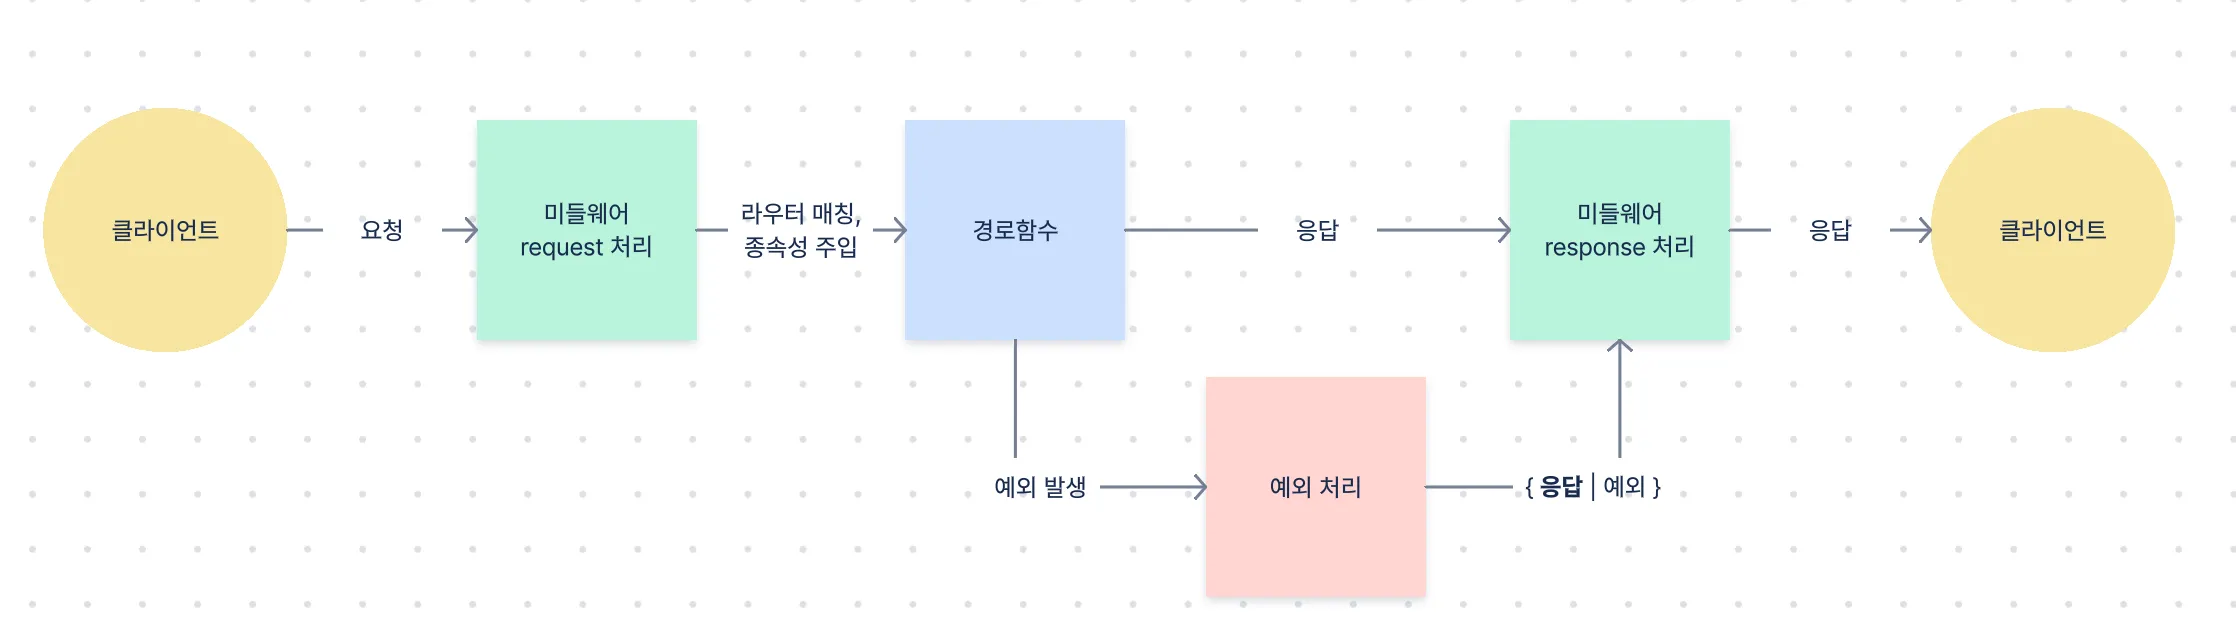 클라이언트
요청
미들웨어
request 처리
라우터 매칭,
종속성 주입
경로함수
응답
미들웨어
response 처리
응답
클라이언트
예외 발생
예외 처리
{ 응답 | 예외 }